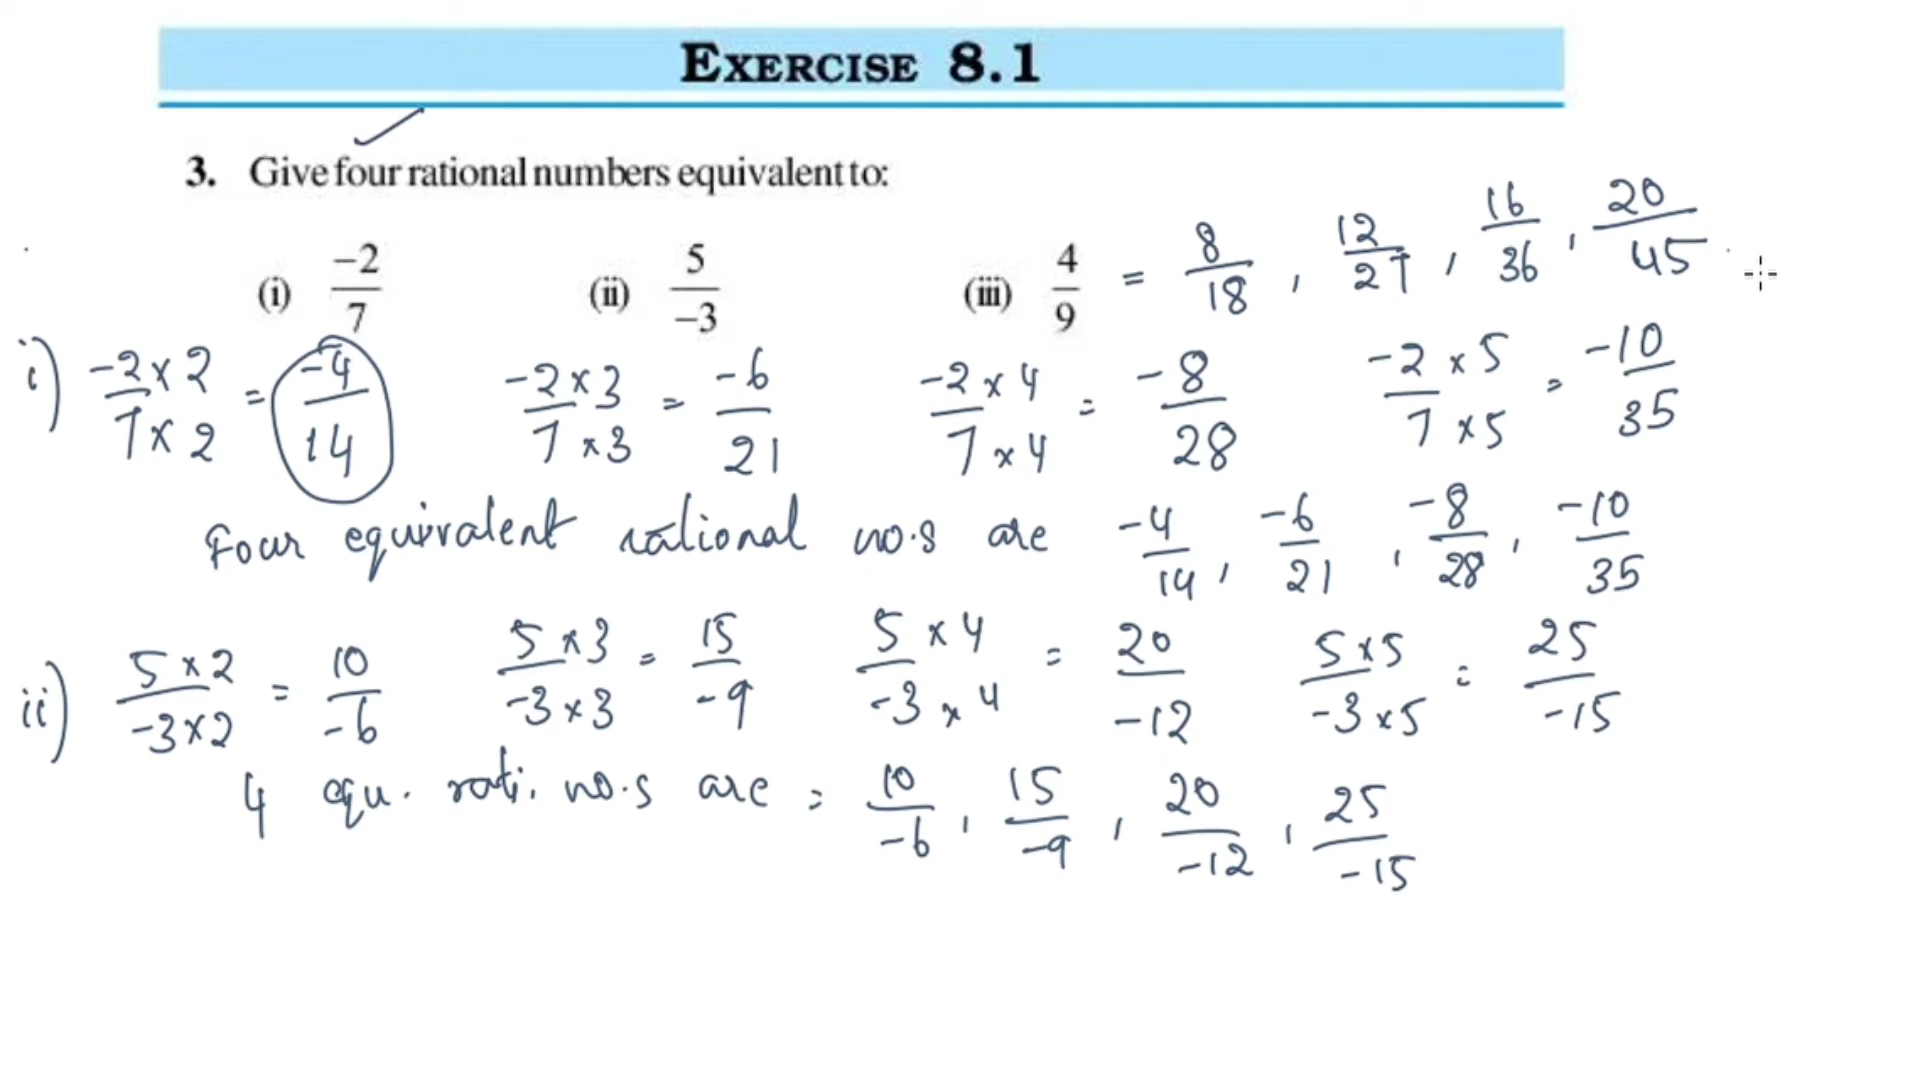 EXERCISE 8.1
3. Give four rational numbers equivalent to:
(i) -2/7 (ii) 5/-3 (iii) 4/9 = 8/18, 12/27, 16/36, 20/45
i) -2×2/7×2 = -4/14 -2×3/7×3 = -6/21 -2×4/7×4 = -8/28 -2×5/7×5 = -10/35
Four equivalent rational no.s are -4/14, -6/21, -8/28, -10/35
ii) 5×2/-3×2 = 10/-6 5×3/-3×3 = 15/-9 5×4/-3×4 = 20/-12 5×5/-3×5 = 25/-15
4 equ. rati. no.s are = 10/-6, 15/-9, 20/-12, 25/-15